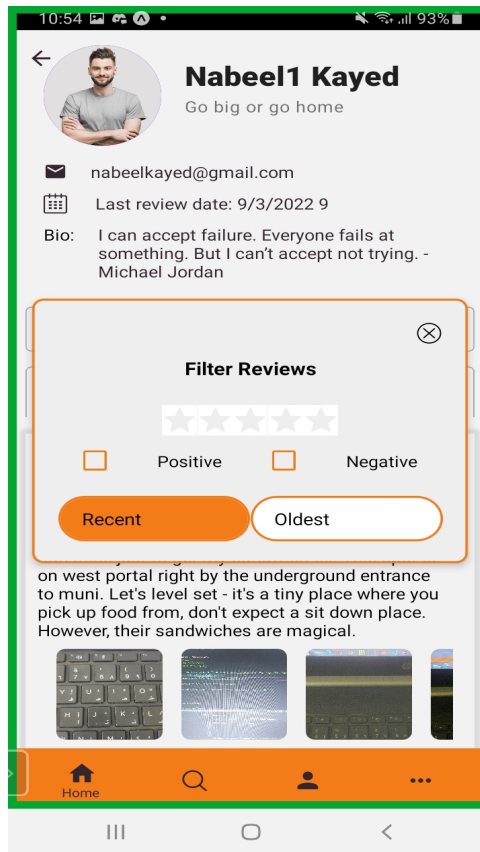 10:54
93%
Nabeel1 Kayed
Go big or go home
nabeelkayed@gmail.com
Last review date: 9/3/2022 9
Bio: I can accept failure. Everyone fails at
something. But I can't accept not trying. -
Michael Jordan
Filter Reviews
Positive Negative
Recent Oldest
on west portal right by the underground entrance
to muni. Let's level set - it's a tiny place where you
pick up food from, don't expect a sit down place.
However, their sandwiches are magical.
Home